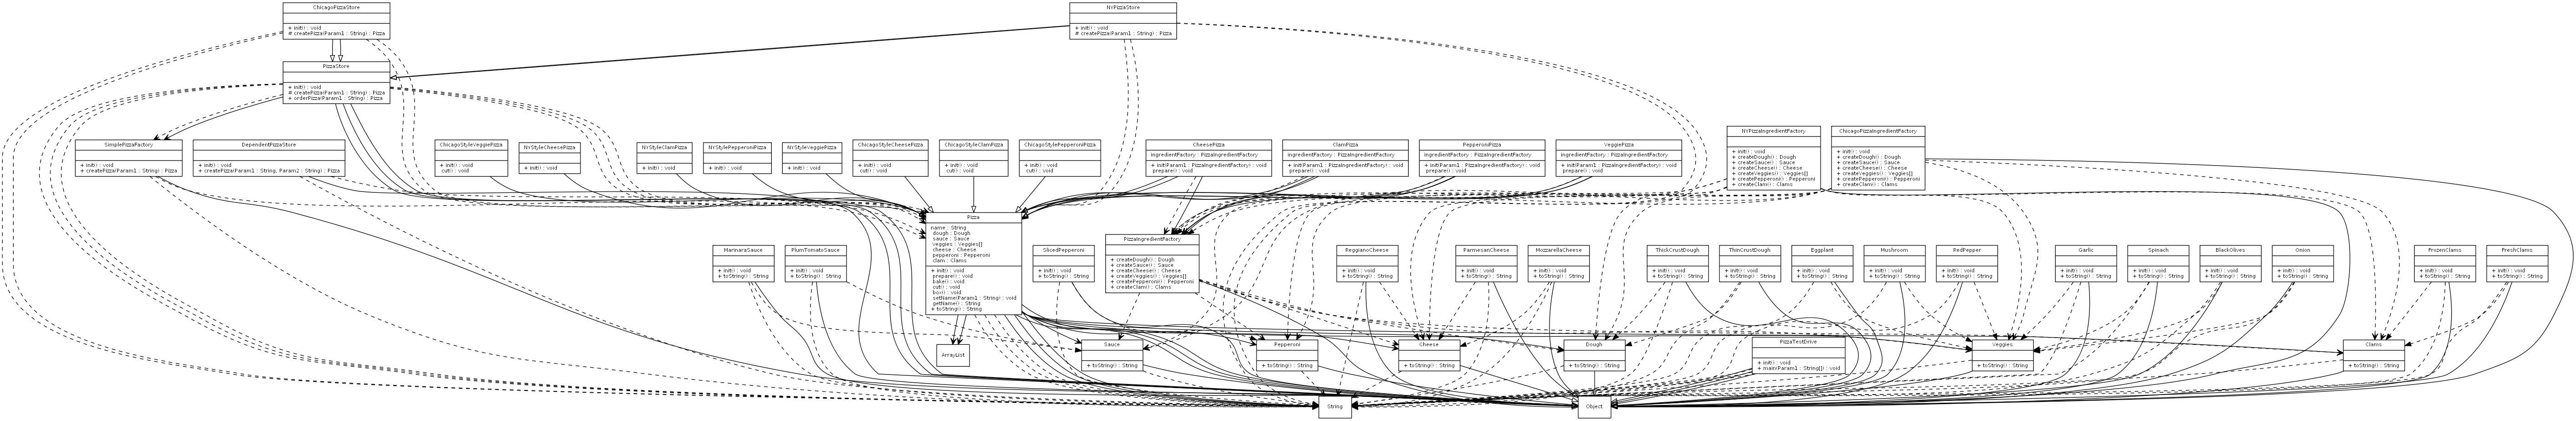 ChicagoPizzaStore
+ init() : void
# createPizza(Param1 : String) : Pizza
NYPizzaStore
+ init() : void
# createPizza(Param1 : String) : Pizza
PizzaStore
+ init() : void
# createPizza(Param1 : String) : Pizza
+ orderPizza(Param1 : String) : Pizza
SimplePizzaFactory
+ init() : void
+ createPizza(Param1 : String) : Pizza
DependentPizzaStore
+ init() : void
+ createPizza(Param1 : String, Param1 : String) : Pizza
ChicagoStyleVeggiePizza
+ init() : void
cut() : void
NYStyleCheesePizza
+ init() : void
NYStyleClamPizza
+ init() : void
NYStylePepperoniPizza
+ init() : void
NYStyleVeggiePizza
+ init() : void
ChicagoStyleCheesePizza
+ init() : void
cut() : void
ChicagoStyleClamPizza
+ init() : void
cut() : void
ChicagoStylePepperoniPizza
+ init() : void
cut() : void
CheesePizza
ingredientFactory : PizzaIngredientFactory
+ init(Param1 : PizzaIngredientFactory) : void
prepare() : void
ClamPizza
ingredientFactory : PizzaIngredientFactory
+ init(Param1 : PizzaIngredientFactory) : void
prepare() : void
PepperoniPizza
ingredientFactory : PizzaIngredientFactory
+ init(Param1 : PizzaIngredientFactory) : void
prepare() : void
VeggiePizza
ingredientFactory : PizzaIngredientFactory
+ init(Param1 : PizzaIngredientFactory) : void
prepare() : void
NYPizzaIngredientFactory
+ init() : void
+ createDough() : Dough
+ createSauce() : Sauce
+ createCheese() : Cheese
+ createVeggies() : Veggies[]
+ createPepperoni() : Pepperoni
+ createClam() : Clams
ChicagoPizzaIngredientFactory
+ init() : void
+ createDough() : Dough
+ createSauce() : Sauce
+ createCheese() : Cheese
+ createVeggies() : Veggies[]
+ createPepperoni() : Pepperoni
+ createClam() : Clams
Pizza
name : String
dough : Dough
sauce : Sauce
veggies : Veggies[]
cheese : Cheese
pepperoni : Pepperoni
clam : Clams
+ init() : void
prepare() : void
bake() : void
cut() : void
box() : void
setName(Param1 : String) : void
getName() : String
+ toString() : String
PizzaIngredientFactory
+ createDough() : Dough
+ createSauce() : Sauce
+ createCheese() : Cheese
+ createVeggies() : Veggies[]
+ createPepperoni() : Pepperoni
+ createClam() : Clams
MarinaraSauce
+ init() : void
+ toString() : String
PlumTomatoSauce
+ init() : void
+ toString() : String
SlicedPepperoni
+ init() : void
+ toString() : String
ReggianoCheese
+ init() : void
+ toString() : String
ParmesanCheese
+ init() : void
+ toString() : String
MozzarellaCheese
+ init() : void
+ toString() : String
ThickCrustDough
+ init() : void
+ toString() : String
ThinCrustDough
+ init() : void
+ toString() : String
Eggplant
+ init() : void
+ toString() : String
Mushroom
+ init() : void
+ toString() : String
RedPepper
+ init() : void
+ toString() : String
Garlic
+ init() : void
+ toString() : String
Spinach
+ init() : void
+ toString() : String
BlackOlives
+ init() : void
+ toString() : String
Onion
+ init() : void
+ toString() : String
FrozenClams
+ init() : void
+ toString() : String
FreshClams
+ init() : void
+ toString() : String
ArrayList
Sauce
+ toString() : String
Pepperoni
+ toString() : String
Cheese
+ toString() : String
Dough
+ toString() : String
PizzaTestDrive
+ init() : void
+ main(Param1 : String[]) : void
Veggies
+ toString() : String
Clams
+ toString() : String
String
Object